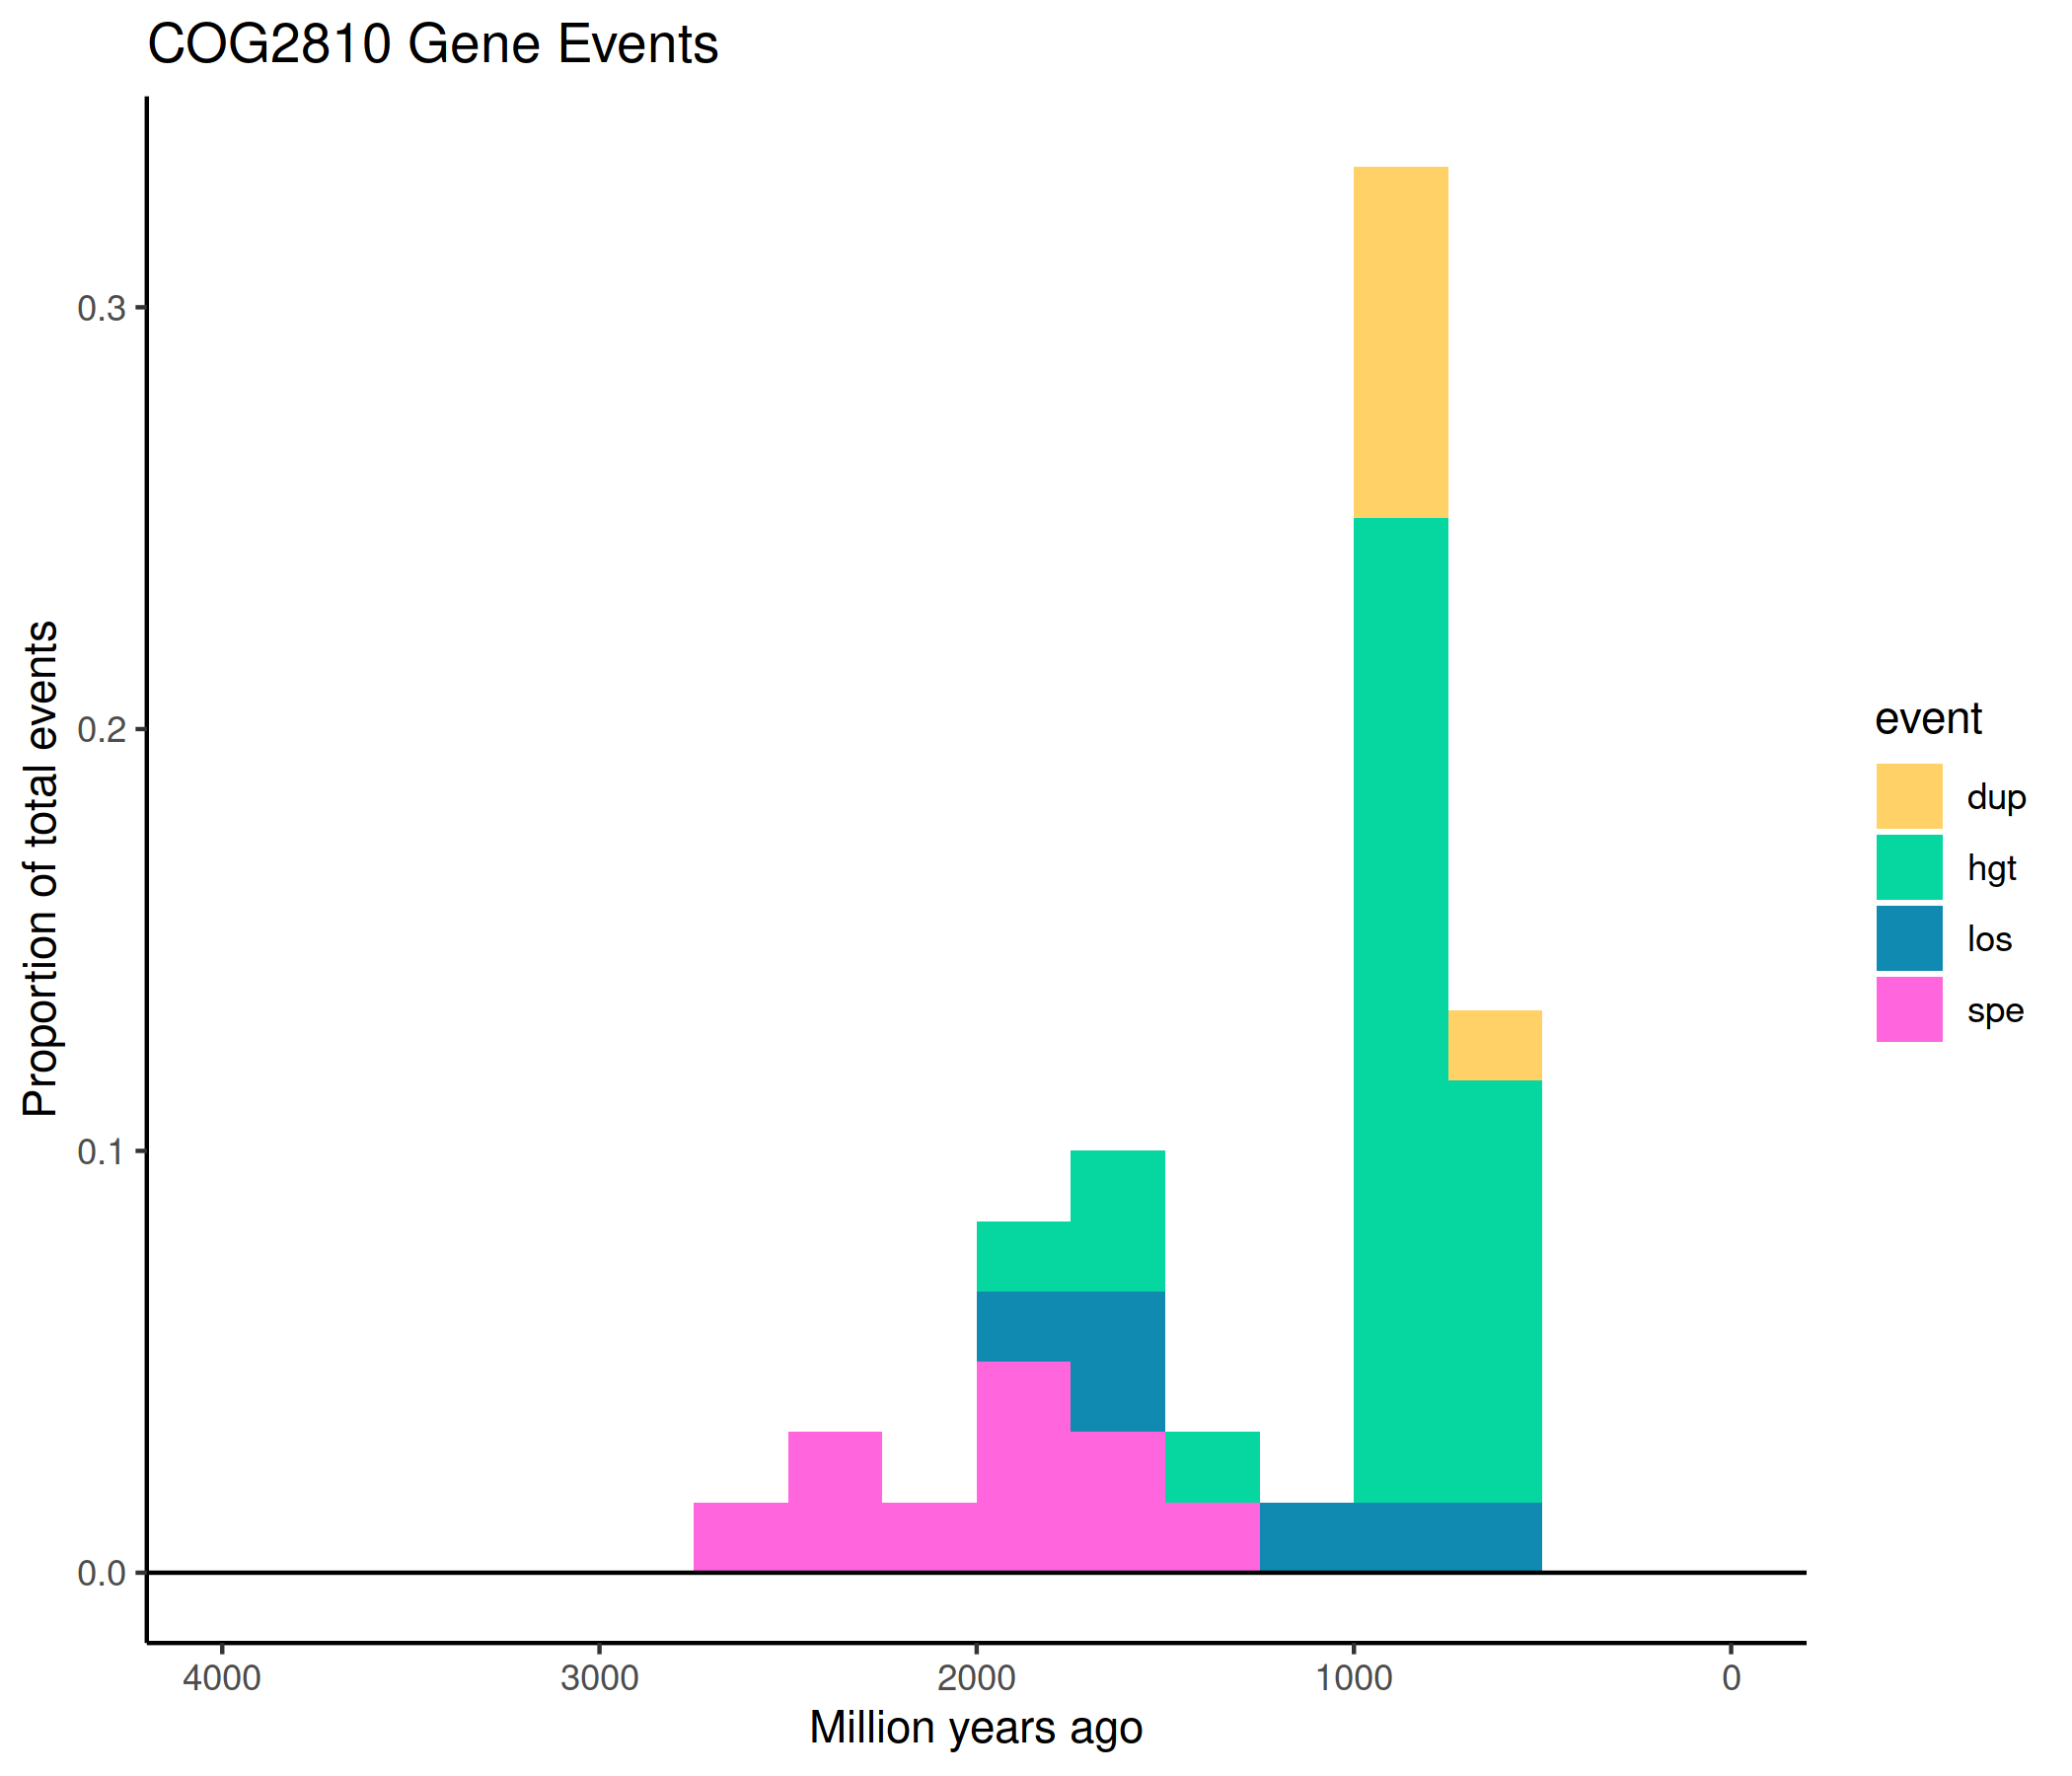 COG2810 Gene Events
Proportion of total events
0.3
0.2
0.1
0.0
4000 3000 2000 1000 0
Million years ago
event
dup
hgt
los
spe